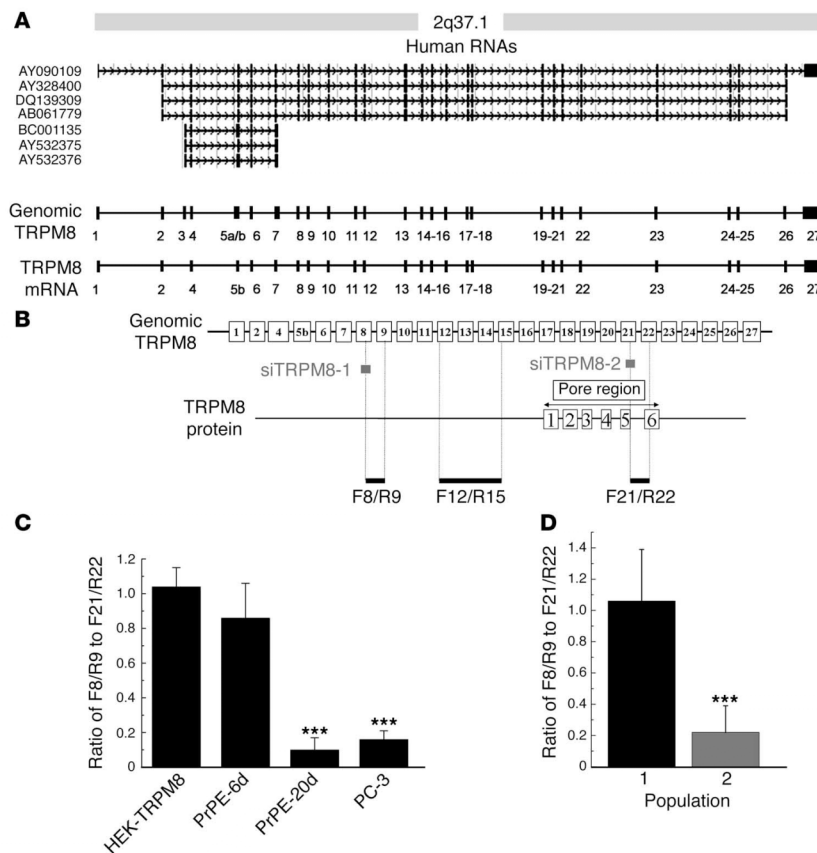 A
2q37.1
Human RNAs
AY090109
AY328400
DQ139309
AB061779
BC001135
AY532375
AY532376
Genomic
TRPM8
1 2 3 4 5a/b 6 7 8 9 10 11 12 13 14-16 17-18 19-21 22 23 24-25 26 27
TRPM8
mRNA
1 2 4 5b 6 7 8 9 10 11 12 13 14-16 17-18 19-21 22 23 24-25 26 27
B
Genomic
TRPM8
1 2 4 5b 6 7 8 9 10 11 12 13 14 15 16 17 18 19 20 21 22 23 24 25 26 27
siTRPM8-1
siTRPM8-2
Pore region
TRPM8
protein
1 2 3 4 5 6
F8/R9
F12/R15
F21/R22
C
Ratio of F8/R9 to F21/R22
1.2
1.0
0.8
0.6
0.4
0.2
0
***
***
HEK-TRPM8
PrPE-6d
PrPE-20d
PC-3
D
Ratio of F8/R9 to F21/R22
1.4
1.2
1.0
0.8
0.6
0.4
0.2
0
***
1 2
Population